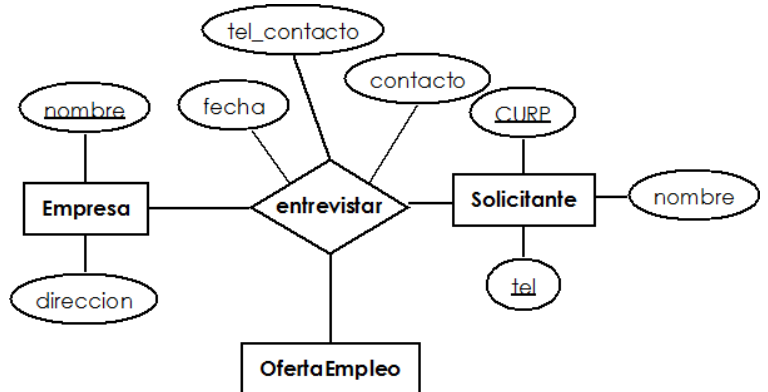 tel_contacto
contacto
nombre
fecha
CURP
Empresa
entrevistar
Solicitante
nombre
direccion
tel
OfertaEmpleo